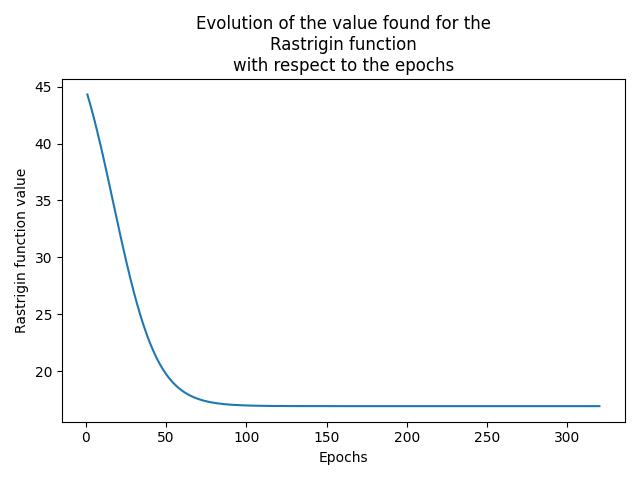 Evolution of the value found for the
Rastrigin function
with respect to the epochs
45
40
35
30
25
20
Rastrigin function value
0 50 100 150 200 250 300
Epochs